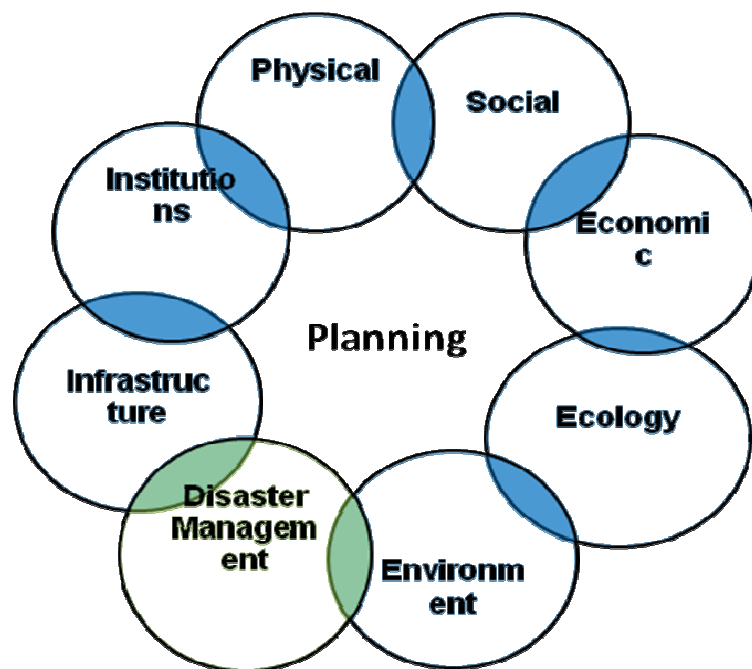 Physical
Social
Institutio
ns
Economi
c
Planning
Infrastruc
ture
Ecology
Disaster
Managem
ent
Environm
ent